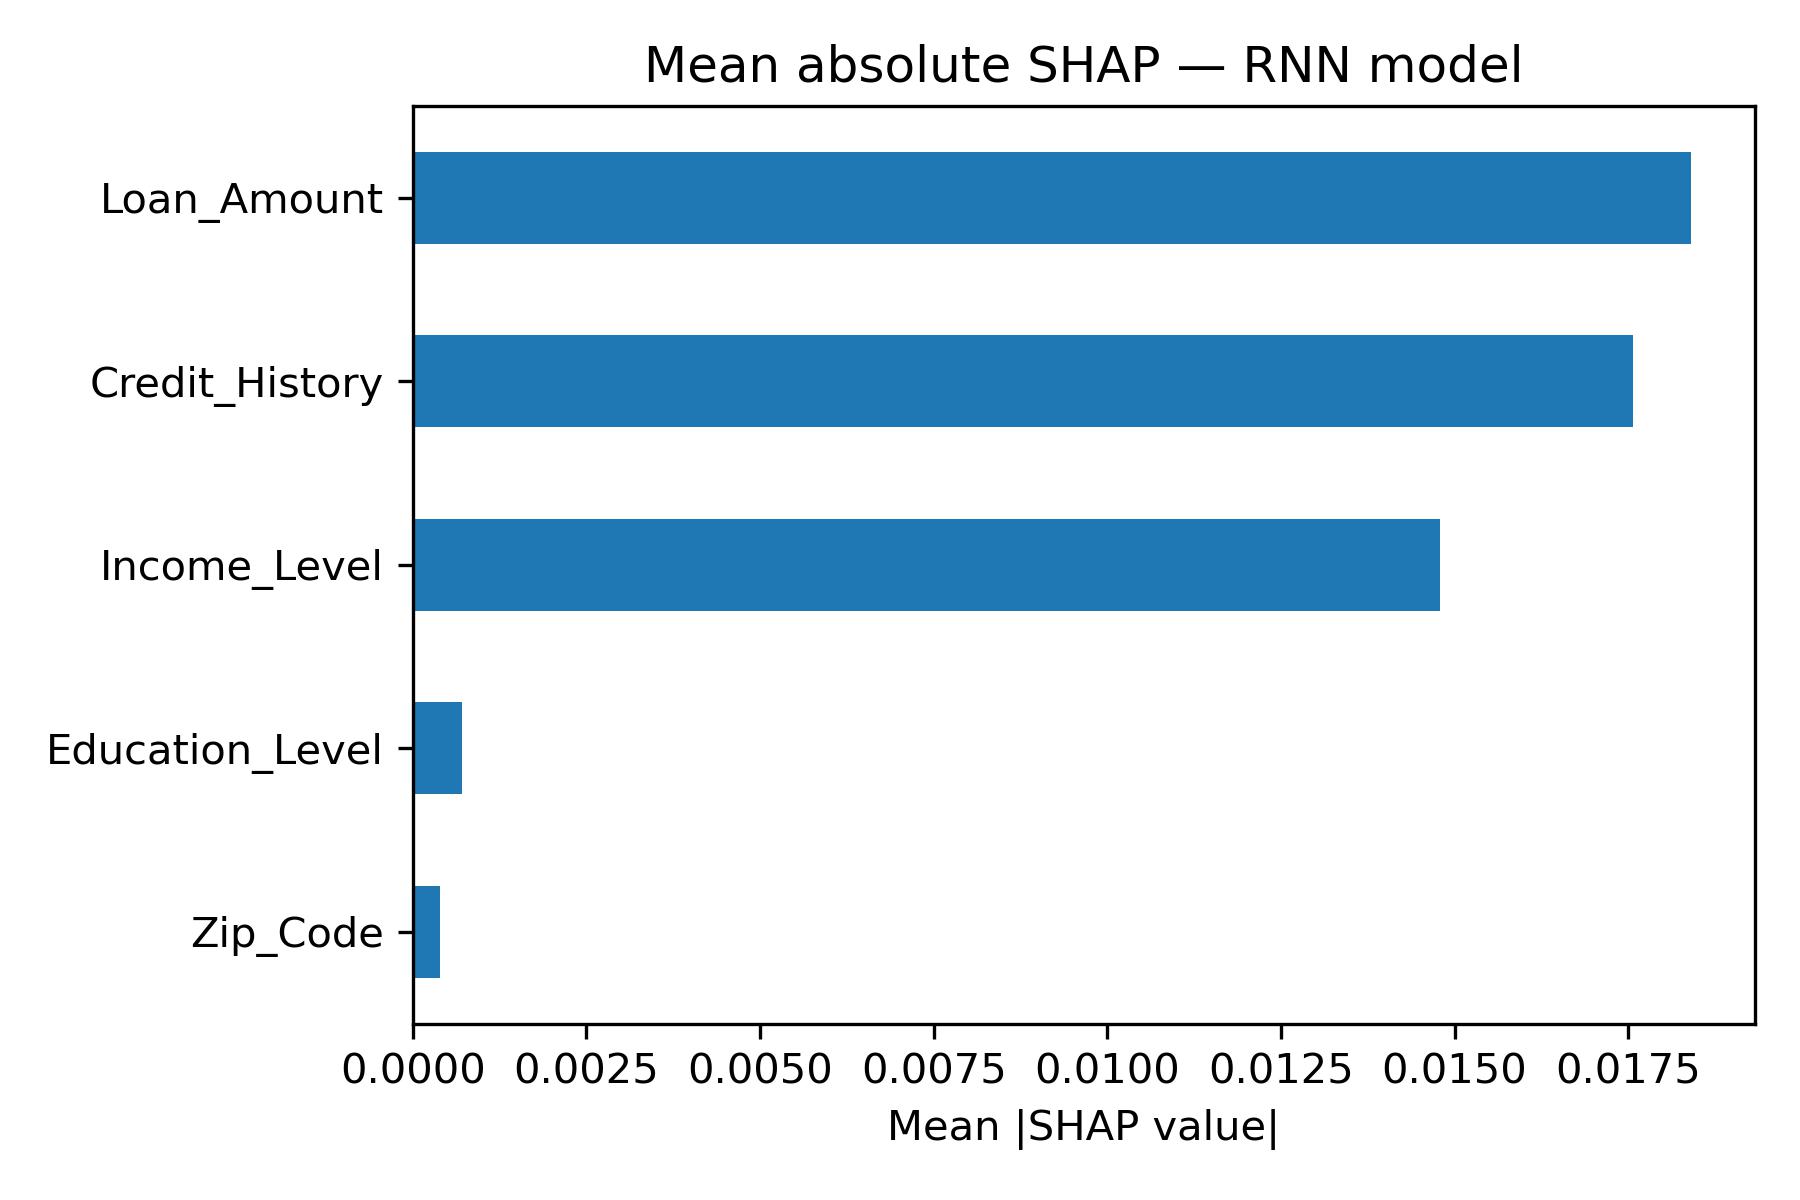 Mean absolute SHAP — RNN model
Loan_Amount
Credit_History
Income_Level
Education_Level
Zip_Code
0.0000 0.0025 0.0050 0.0075 0.0100 0.0125 0.0150 0.0175
Mean |SHAP value|